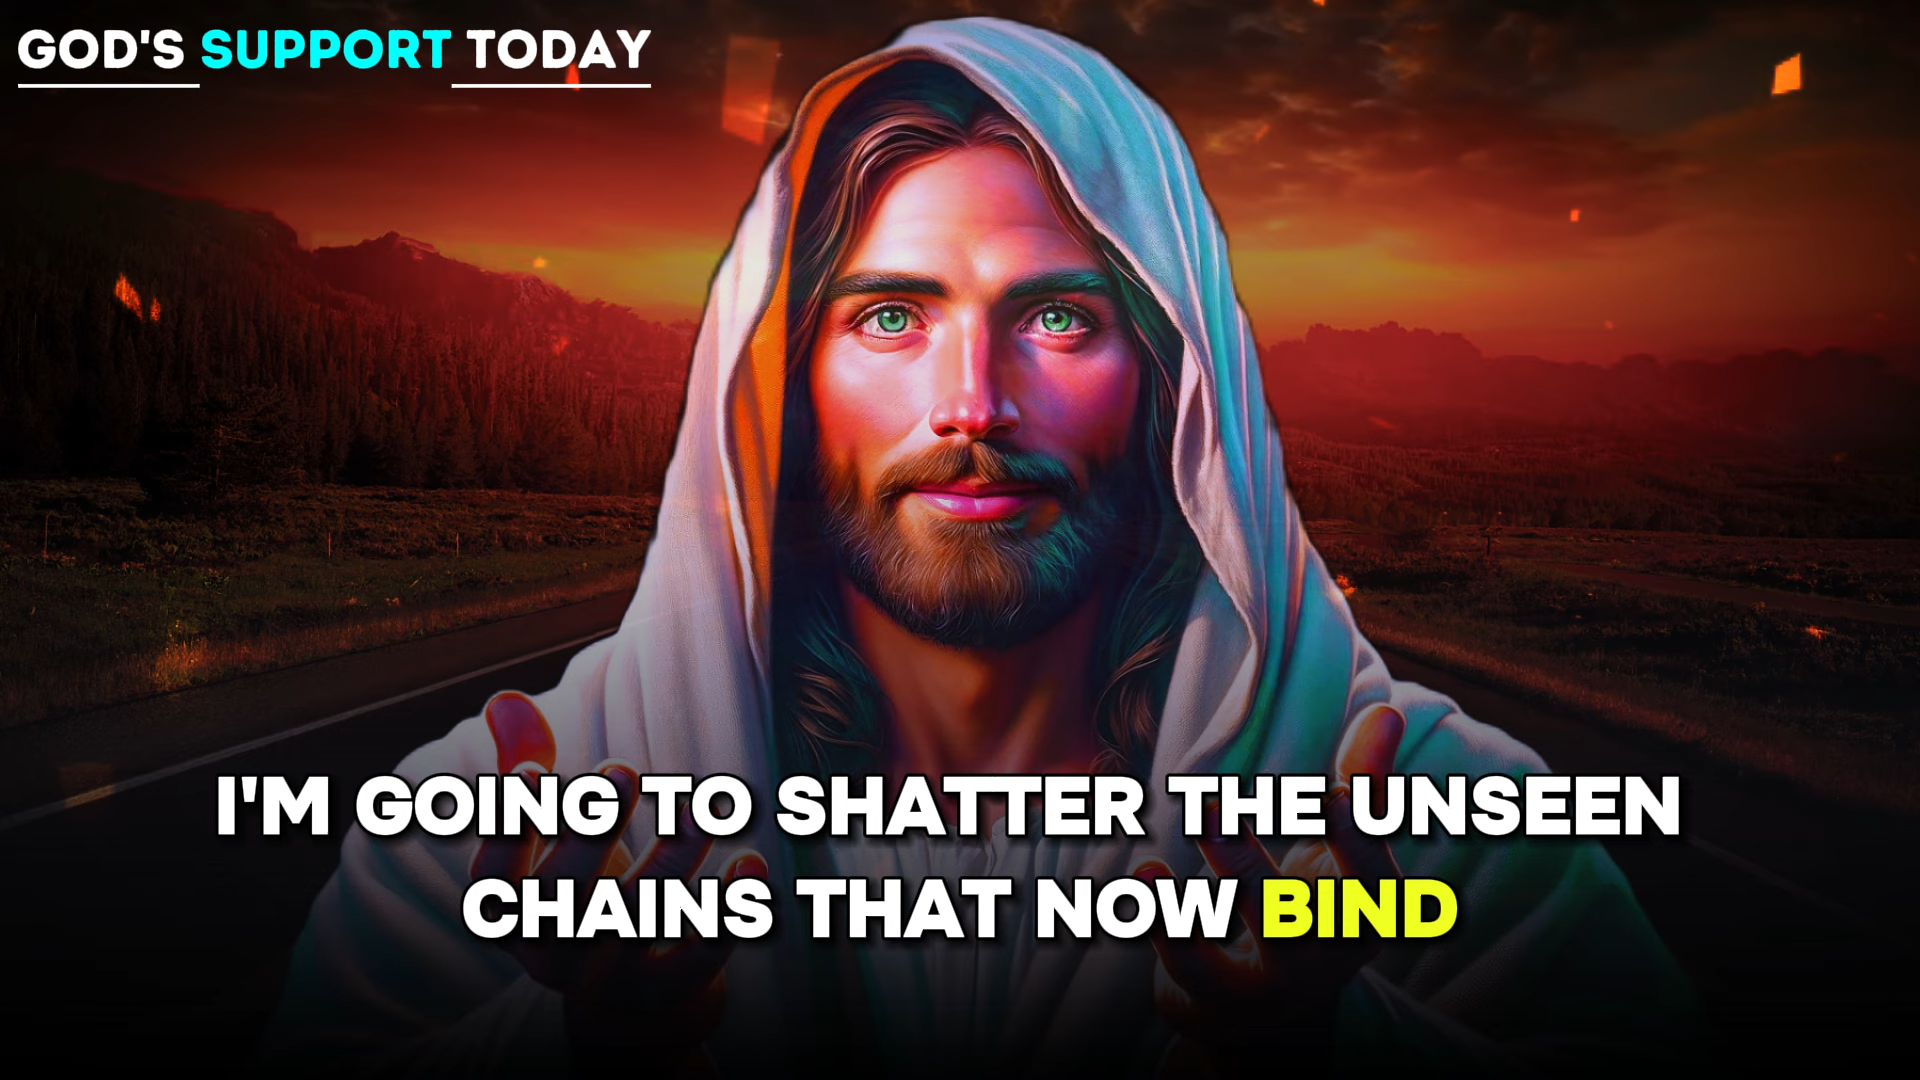 GOD'S SUPPORT TODAY
I'M GOING TO SHATTER THE UNSEEN
CHAINS THAT NOW BIND